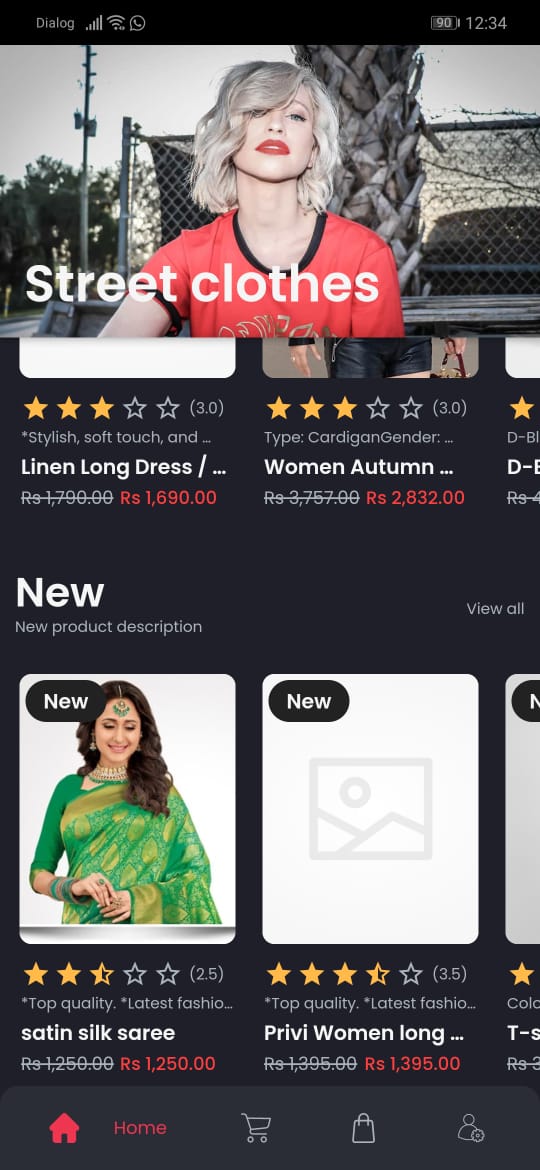 Dialog 90 12:34
Street clothes
(3.0) (3.0)
*Stylish, soft touch, and ... Type: CardiganGender: ... D-Bl
Linen Long Dress / ... Women Autumn ... D-B
Rs 1,790.00 Rs 1,690.00 Rs 3,757.00 Rs 2,832.00 Rs 4
New
New product description
View all
New New N
(2.5) (3.5)
*Top quality. *Latest fashio... *Top quality. *Latest fashio... Colo
satin silk saree Privi Women long ... T-s
Rs 1,250.00 Rs 1,250.00 Rs 1,395.00 Rs 1,395.00 Rs 3
Home